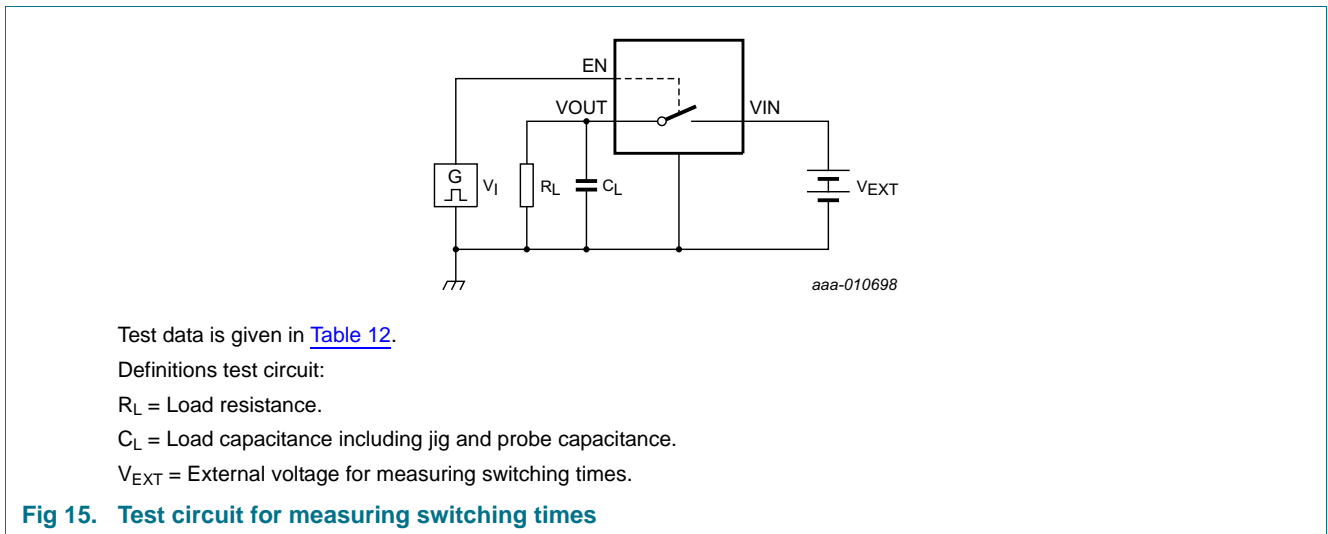 EN
VOUT
VIN
G
VI
RL
CL
VEXT
aaa-010698
Test data is given in Table 12.
Definitions test circuit:
RL = Load resistance.
CL = Load capacitance including jig and probe capacitance.
VEXT = External voltage for measuring switching times.
Fig 15. Test circuit for measuring switching times